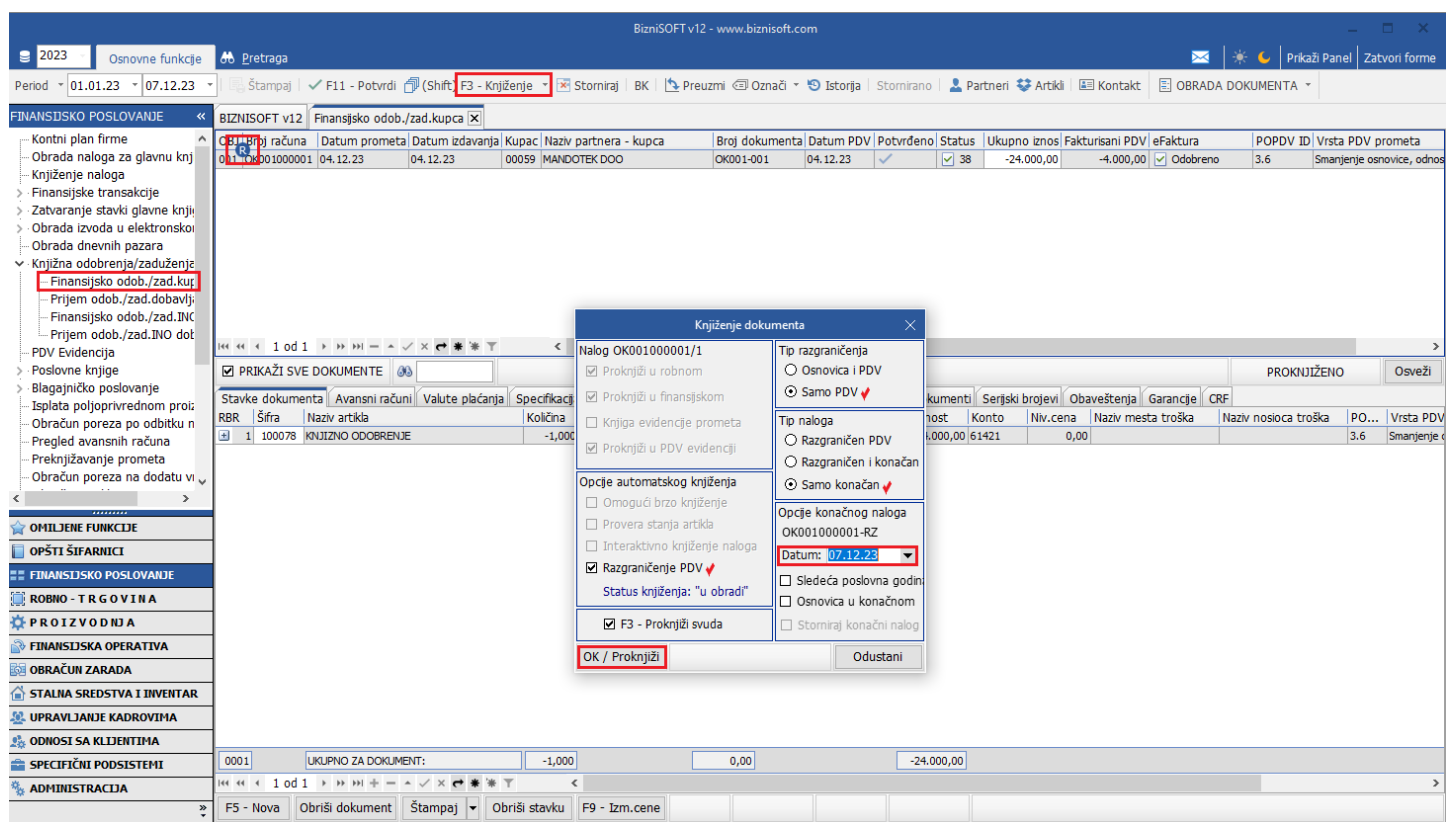 BizniSOFT v12 - www.biznisoft.com
2023 Osnovne funkcije Pretraga Prikaži Panel Zatvori forme
Period 01.01.23 07.12.23 Štampaj F11 - Potvrdi (Shift) F3 - Knjiženje Storniraj BK Preuzmi Označi Istorija Stornirano Partneri Artikli Kontakt OBRADA DOKUMENTA
FINANSIJSKO POSLOVANJE «
Kontni plan firme
Obrada naloga za glavnu knj
Knjiženje naloga
Finansijske transakcije
Zatvaranje stavki glavne knji
Obrada izvoda u elektronsko
Obrada dnevnih pazara
Knjižna odobrenja/zaduženja
Finansijsko odob./zad.kup
Prijem odob./zad.dobavlj
Finansijsko odob./zad.INO
Prijem odob./zad.INO dob
PDV Evidencija
Poslovne knjige
Blagajničko poslovanje
Isplata poljoprivrednom proiz
Obračun poreza po odbitku n
Pregled avansnih računa
Preknjižavanje prometa
Obračun poreza na dodatu v
OMILJENE FUNKCIJE
OPŠTI ŠIFARNICI
FINANSIJSKO POSLOVANJE
ROBNO - T R G O V I N A
P R O I Z V O D NJ A
FINANSIJSKA OPERATIVA
OBRAČUN ZARADA
STALNA SREDSTVA I INVENTAR
UPRAVLJANJE KADROVIMA
ODNOSI SA KLIJENTIMA
SPECIFIČNI PODSISTEMI
ADMINISTRACIJA
»
BIZNISOFT v12 Finansijsko odob./zad.kupca
OBJ Broj računa Datum prometa Datum izdavanja Kupac Naziv partnera - kupca Broj dokumenta Datum PDV Potvrđeno Status Ukupno iznos Fakturisani PDV eFaktura POPDV ID Vrsta PDV prometa
R
001 OK001000001 04.12.23 04.12.23 00059 MANDOTEK DOO OK001-001 04.12.23 38 -24.000,00 -4.000,00 Odobreno 3.6 Smanjenje osnovice, odnos
1 od 1
PRIKAŽI SVE DOKUMENTE PROKNJIŽENO Osveži
Stavke dokumenta Avansni računi Valute plaćanja Specifikacij kumenti Serijski brojevi Obaveštenja Garancije CRF
RBR Šifra Naziv artikla Količina nost Konto Niv.cena Naziv mesta troška Naziv nosioca troška PO... Vrsta PDV
1 100078 KNJIZNO ODOBRENJE -1,000 .000,00 61421 0,00 3.6 Smanjenje o
Knjiženje dokumenta
Nalog OK001000001/1
Proknjiži u robnom
Proknjiži u finansijskom
Knjiga evidencije prometa
Proknjiži u PDV evidenciji
Opcije automatskog knjiženja
Omogući brzo knjiženje
Provera stanja artikla
Interaktivno knjiženje naloga
Razgraničenje PDV
Status knjiženja: "u obradi"
F3 - Proknjiži svuda
Tip razgraničenja
Osnovica i PDV
Samo PDV
Tip naloga
Razgraničen PDV
Razgraničen i konačan
Samo konačan
Opcije konačnog naloga
OK001000001-RZ
Datum: 07.12.23
Sledeća poslovna godina
Osnovica u konačnom
Storniraj konačni nalog
OK / Proknjiži Odustani
0001 UKUPNO ZA DOKUMENT: -1,000 0,00 -24.000,00
1 od 1
F5 - Nova Obriši dokument Štampaj Obriši stavku F9 - Izm.cene